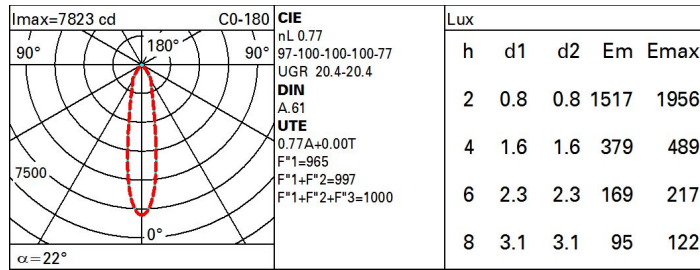 Imax=7823 cd C0-180
90° 180° 90°
7500
0°
α=22°
CIE
nL 0.77
97-100-100-100-77
UGR 20.4-20.4
DIN
A.61
UTE
0.77A+0.00T
F"1=965
F"1+F"2=997
F"1+F"2+F"3=1000
Lux
h d1 d2 Em Emax
2 0.8 0.8 1517 1956
4 1.6 1.6 379 489
6 2.3 2.3 169 217
8 3.1 3.1 95 122